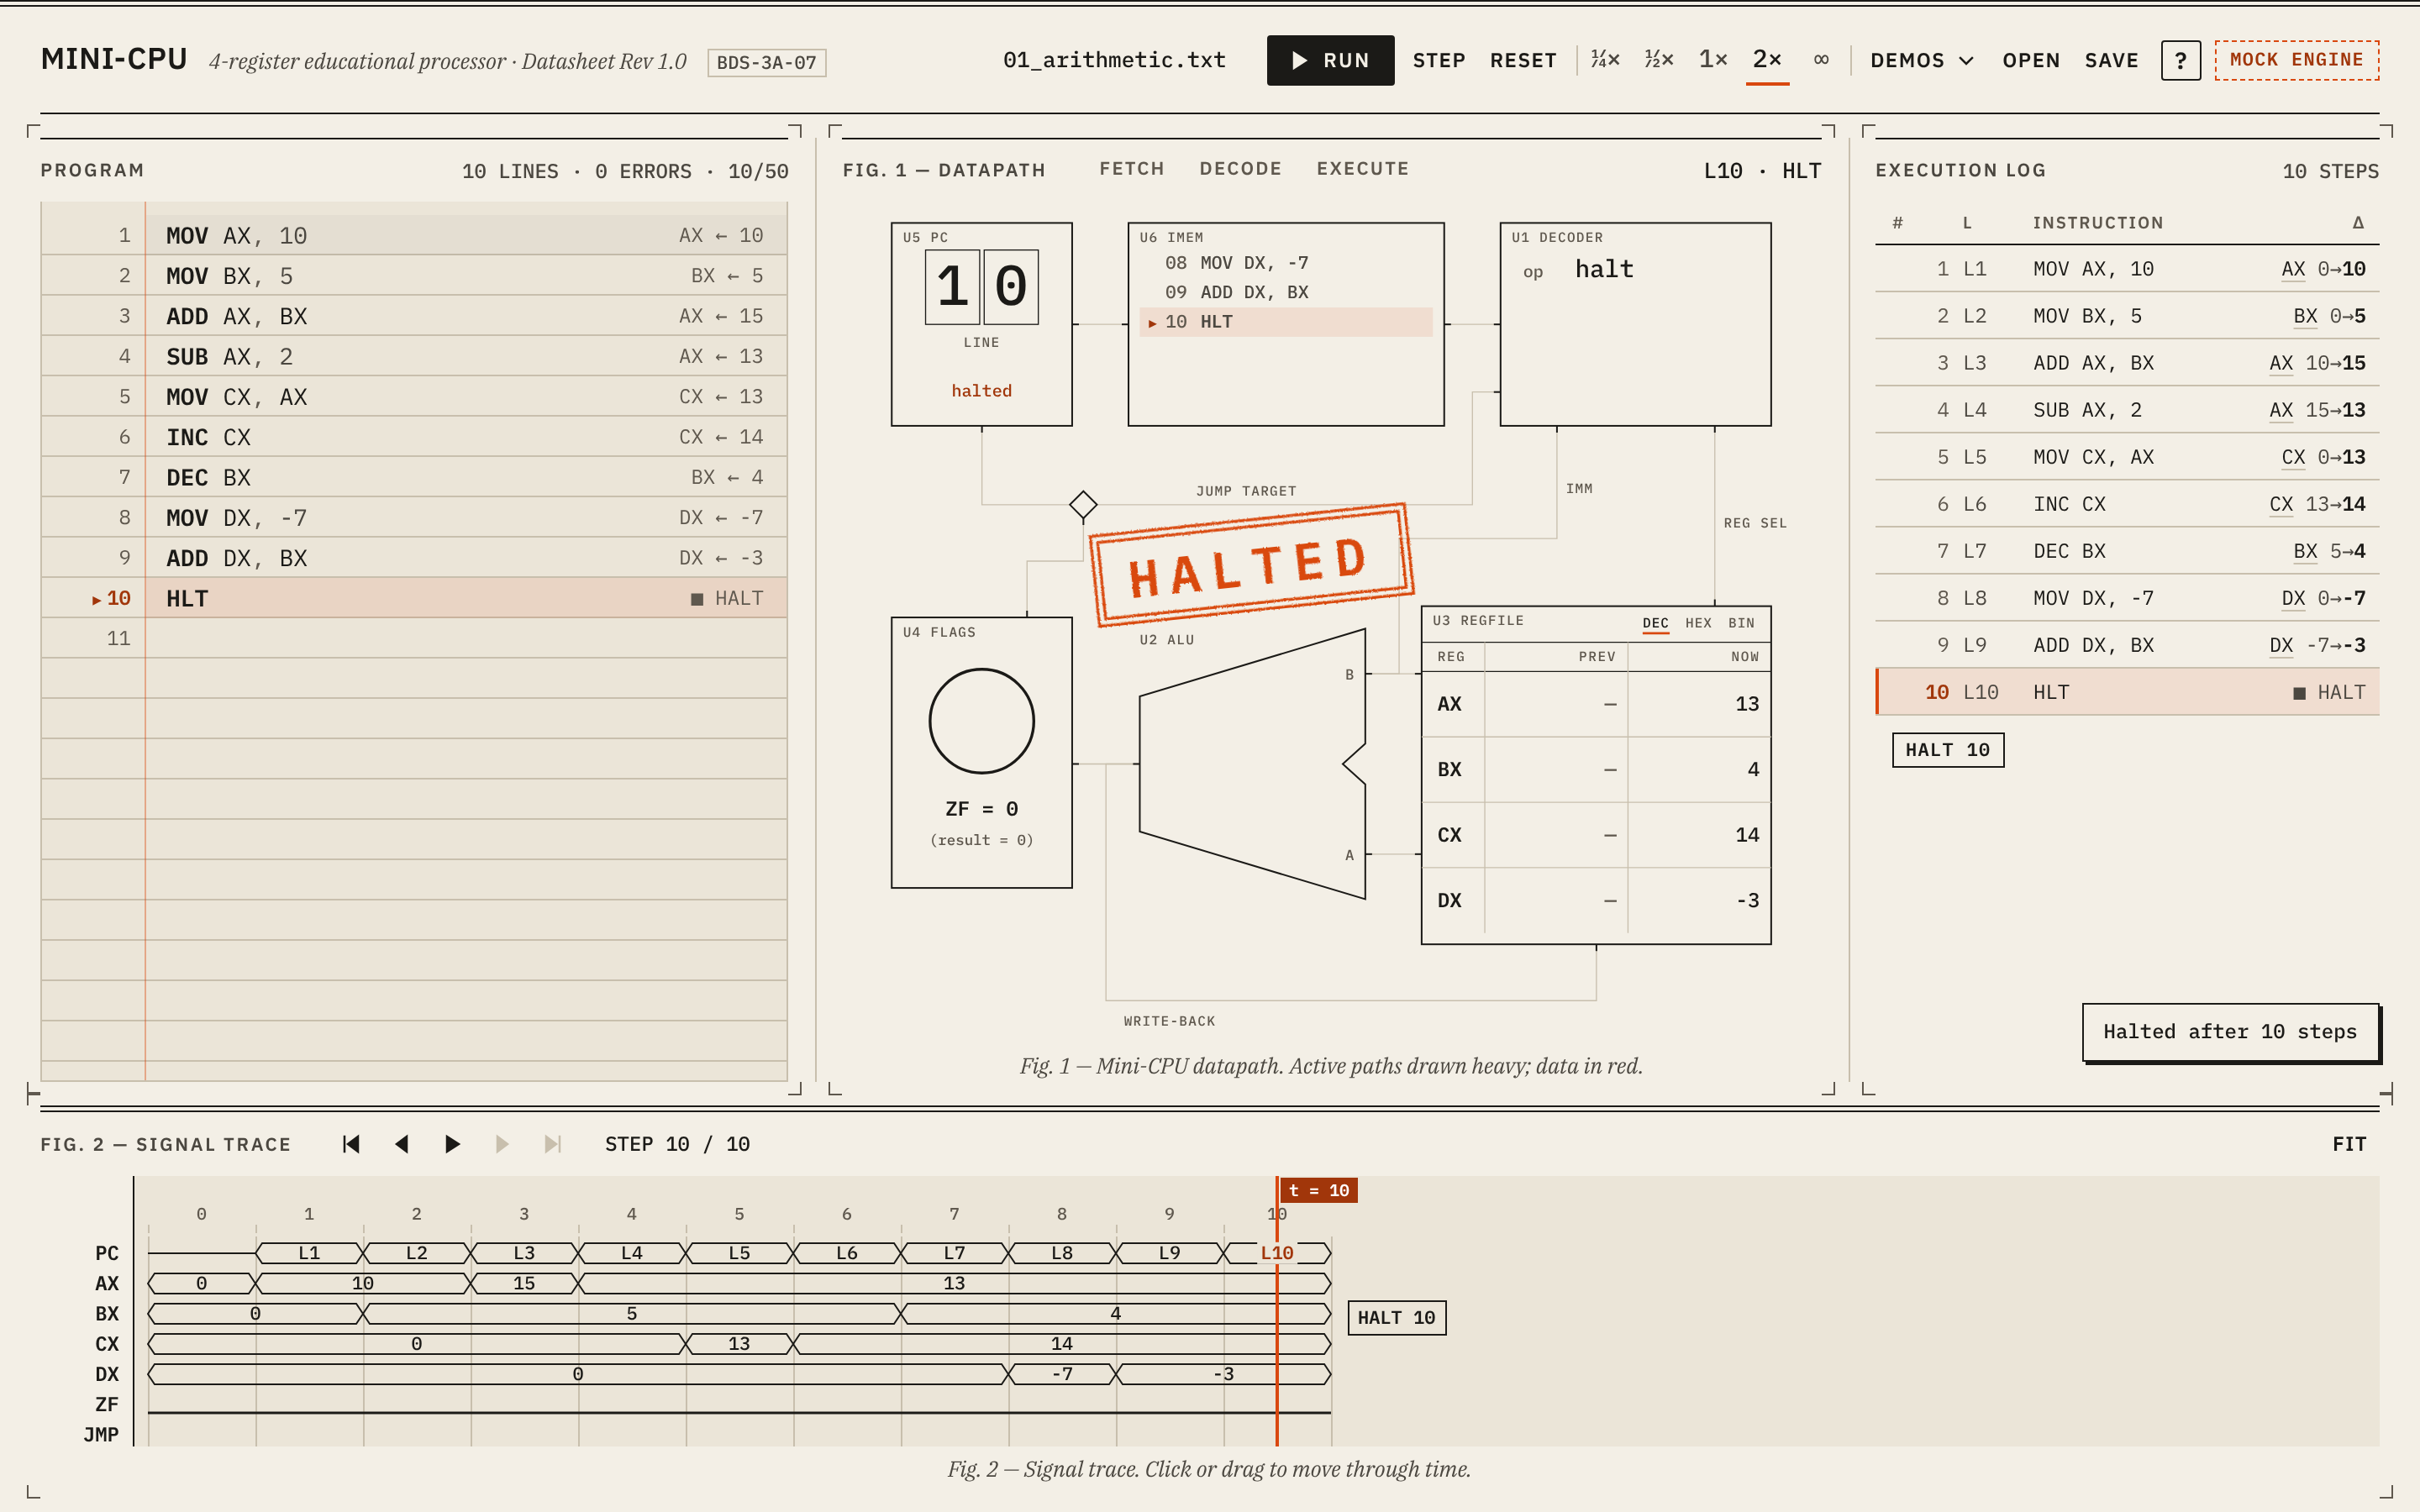 MINI-CPU 4-register educational processor · Datasheet Rev 1.0 BDS-3A-07 01_arithmetic.txt ▶ RUN STEP RESET ¼× ½× 1× 2× ∞ DEMOS OPEN SAVE ? MOCK ENGINE
PROGRAM 10 LINES · 0 ERRORS · 10/50
1 MOV AX, 10 AX ← 10
2 MOV BX, 5 BX ← 5
3 ADD AX, BX AX ← 15
4 SUB AX, 2 AX ← 13
5 MOV CX, AX CX ← 13
6 INC CX CX ← 14
7 DEC BX BX ← 4
8 MOV DX, -7 DX ← -7
9 ADD DX, BX DX ← -3
▶ 10 HLT ■ HALT
11
FIG. 1 — DATAPATH FETCH DECODE EXECUTE L10 · HLT
U5 PC
10
LINE
halted
U6 IMEM
08 MOV DX, -7
09 ADD DX, BX
▶ 10 HLT
U1 DECODER
op halt
JUMP TARGET
IMM
REG SEL
HALTED
U4 FLAGS
ZF = 0
(result = 0)
U2 ALU
B
A
U3 REGFILE DEC HEX BIN
REG PREV NOW
AX — 13
BX — 4
CX — 14
DX — -3
WRITE-BACK
Fig. 1 — Mini-CPU datapath. Active paths drawn heavy; data in red.
EXECUTION LOG 10 STEPS
# L INSTRUCTION Δ
1 L1 MOV AX, 10 AX 0→10
2 L2 MOV BX, 5 BX 0→5
3 L3 ADD AX, BX AX 10→15
4 L4 SUB AX, 2 AX 15→13
5 L5 MOV CX, AX CX 0→13
6 L6 INC CX CX 13→14
7 L7 DEC BX BX 5→4
8 L8 MOV DX, -7 DX 0→-7
9 L9 ADD DX, BX DX -7→-3
10 L10 HLT ■ HALT
HALT 10
Halted after 10 steps
FIG. 2 — SIGNAL TRACE STEP 10 / 10 FIT
t = 10
0 1 2 3 4 5 6 7 8 9 10
PC L1 L2 L3 L4 L5 L6 L7 L8 L9 L10
AX 0 10 15 13
BX 0 5 4
HALT 10
CX 0 13 14
DX 0 -7 -3
ZF
JMP
Fig. 2 — Signal trace. Click or drag to move through time.